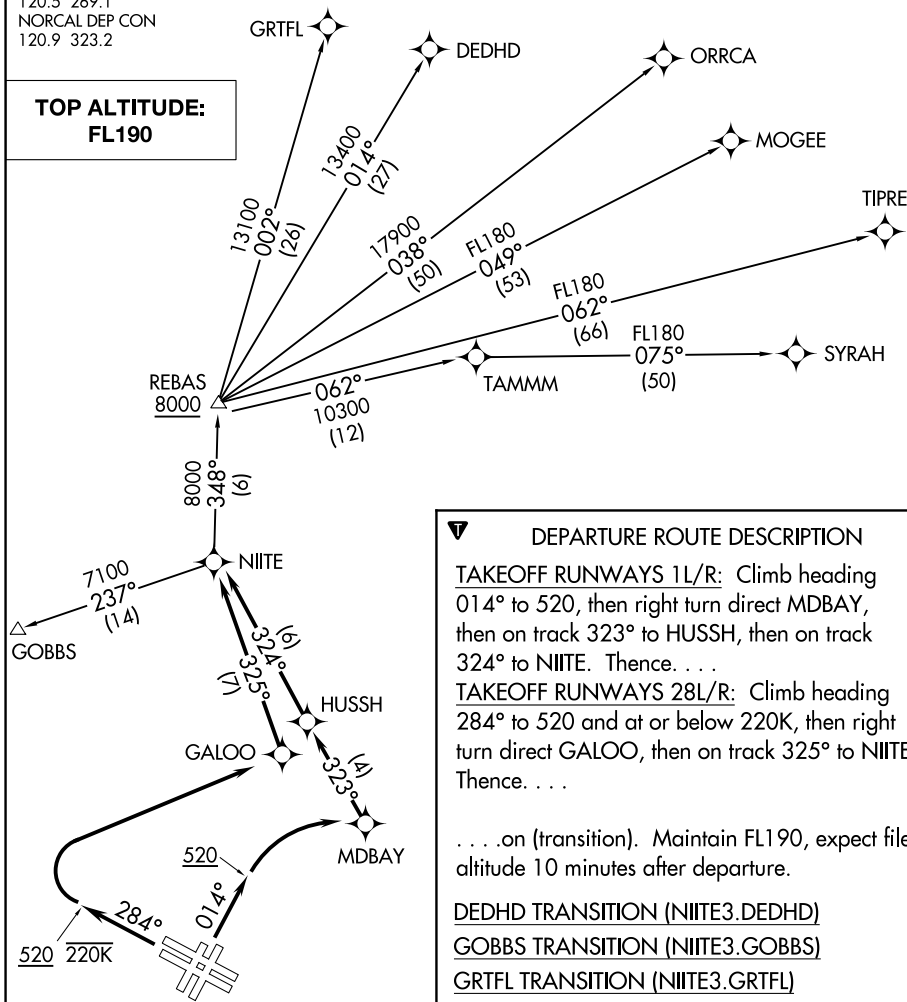 NORCAL DEP CON
120.9 323.2
TOP ALTITUDE:
FL190
GRTFL
DEDHD
ORRCA
MOGEE
TIPRE
13100
002°
(26)
13400
014°
(27)
17900
038°
(50)
FL180
049°
(53)
FL180
062°
(66)
FL180
075°
(50)
SYRAH
TAMMM
REBAS
8000
062°
10300
(12)
8000
348°
(6)
NIITE
7100
237°
(14)
GOBBS
(6)
324°
325°
(7)
HUSSH
GALOO
(4)
323°
MDBAY
520
014°
284°
520 220K
T
DEPARTURE ROUTE DESCRIPTION
TAKEOFF RUNWAYS 1L/R: Climb heading
014° to 520, then right turn direct MDBAY,
then on track 323° to HUSSH, then on track
324° to NIITE. Thence. . . .
TAKEOFF RUNWAYS 28L/R: Climb heading
284° to 520 and at or below 220K, then right
turn direct GALOO, then on track 325° to NIITE
Thence. . . .
. . . .on (transition). Maintain FL190, expect file
altitude 10 minutes after departure.
DEDHD TRANSITION (NIITE3.DEDHD)
GOBBS TRANSITION (NIITE3.GOBBS)
GRTFL TRANSITION (NIITE3.GRTFL)